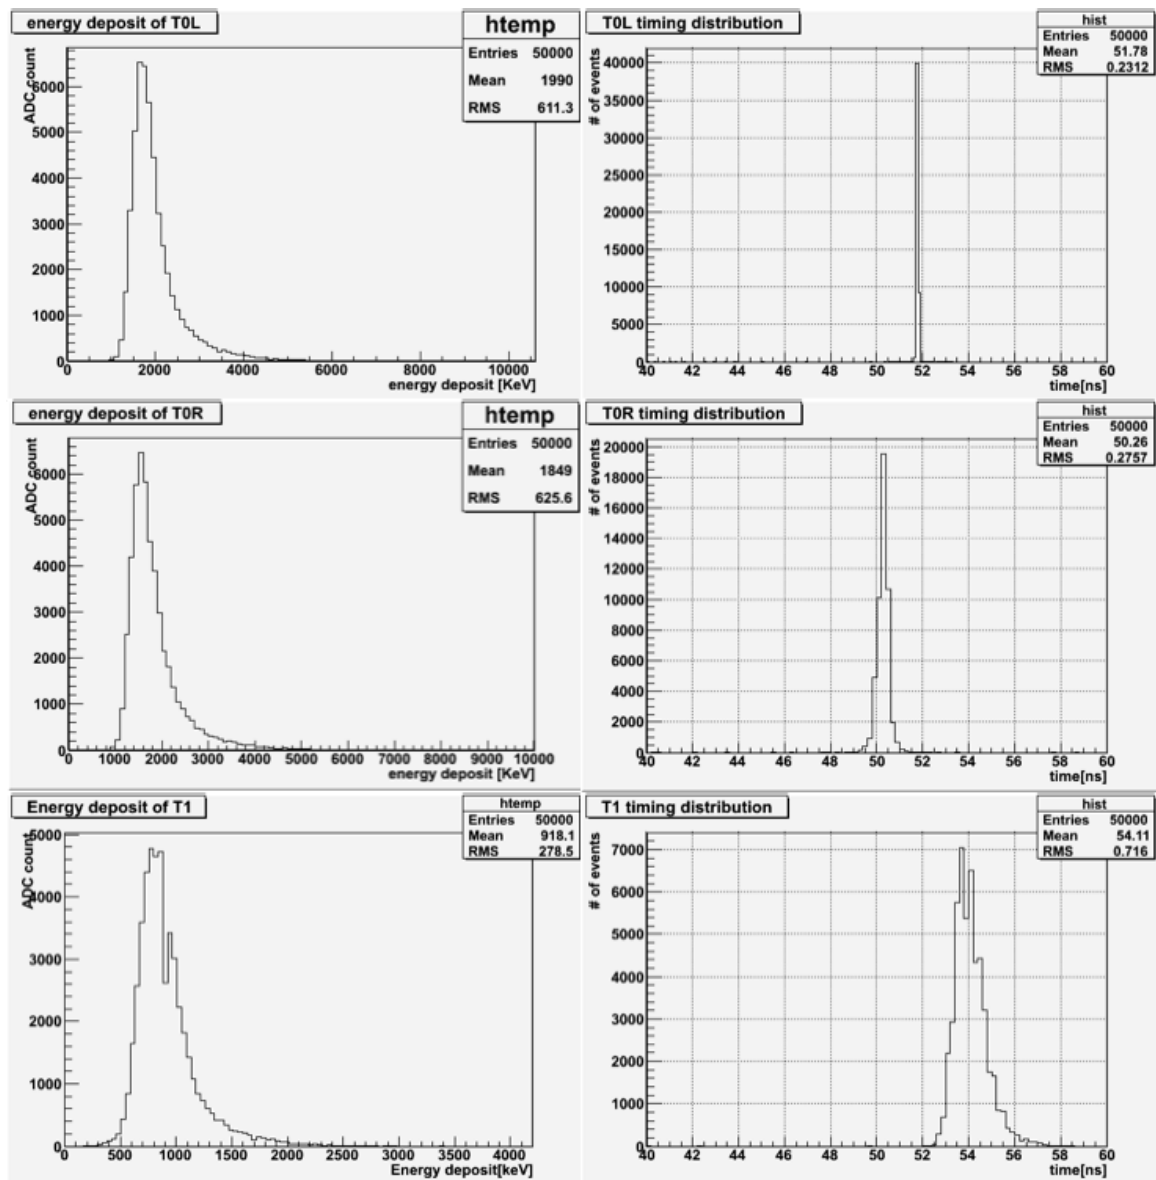 energy deposit of T0L
htemp
Entries 50000
Mean 1990
RMS 611.3
ADC count
6000
5000
4000
3000
2000
1000
0
0 2000 4000 6000 8000 10000
energy deposit [KeV]
T0L timing distribution
hist
Entries 50000
Mean 51.78
RMS 0.2312
# of events
40000
35000
30000
25000
20000
15000
10000
5000
0
40 42 44 46 48 50 52 54 56 58 60
time[ns]
energy deposit of T0R
htemp
Entries 50000
Mean 1849
RMS 625.6
ADC count
6000
5000
4000
3000
2000
1000
0
0 1000 2000 3000 4000 5000 6000 7000 8000 9000 10000
energy deposit [KeV]
T0R timing distribution
hist
Entries 50000
Mean 50.26
RMS 0.2757
# of events
20000
18000
16000
14000
12000
10000
8000
6000
4000
2000
0
40 42 44 46 48 50 52 54 56 58 60
time[ns]
Energy deposit of T1
htemp
Entries 50000
Mean 918.1
RMS 278.5
ADC count
5000
4000
3000
2000
1000
0
0 500 1000 1500 2000 2500 3000 3500 4000
Energy deposit[keV]
T1 timing distribution
hist
Entries 50000
Mean 54.11
RMS 0.716
# of events
7000
6000
5000
4000
3000
2000
1000
0
40 42 44 46 48 50 52 54 56 58 60
time[ns]